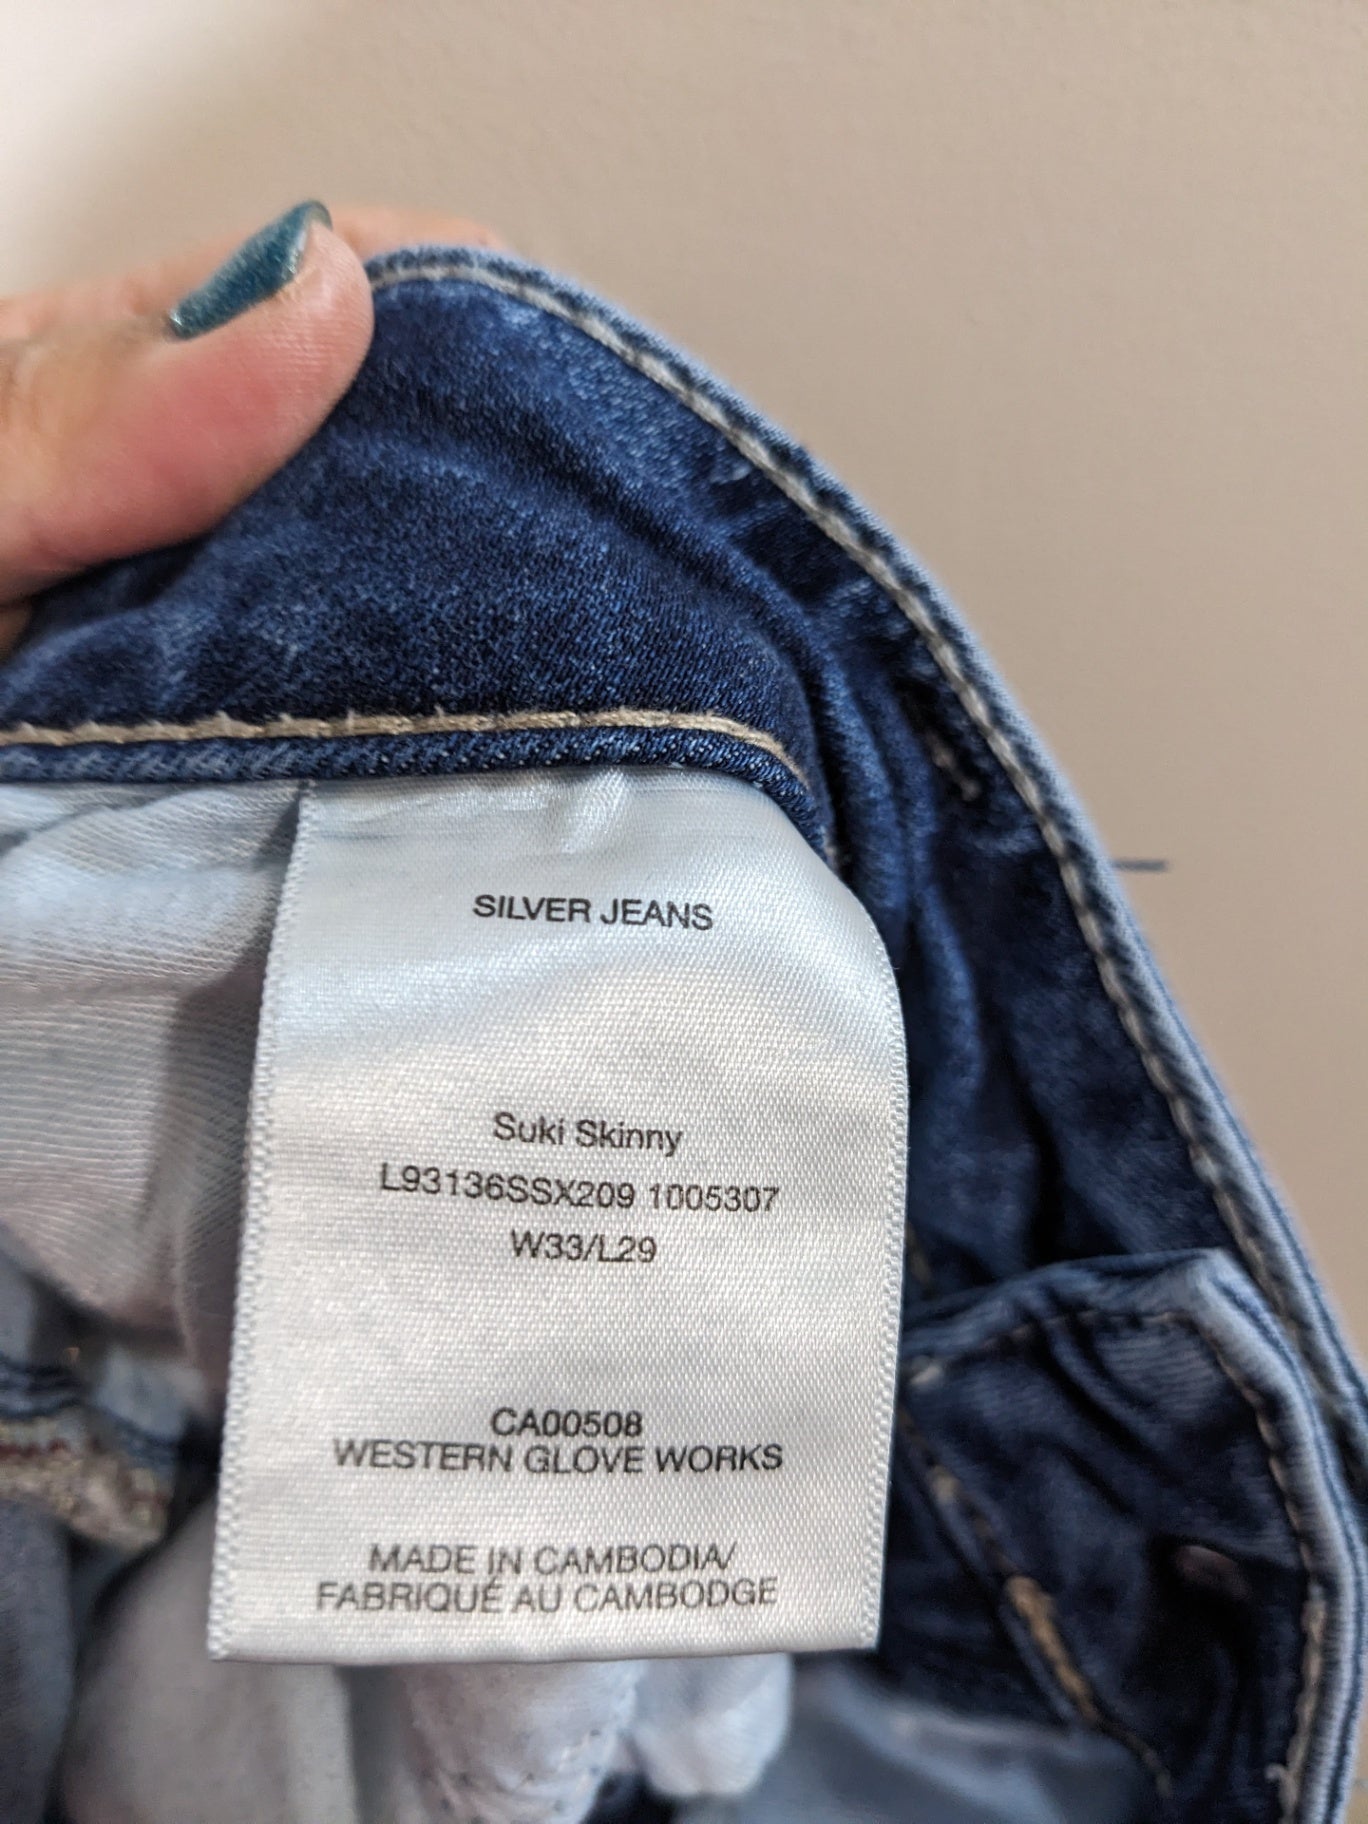 SILVER JEANS
Suki Skinny
L93136SSX209 1005307
W33/L29
CA00508
WESTERN GLOVE WORKS
MADE IN CAMBODIA/
FABRIQUÉ AU CAMBODGE